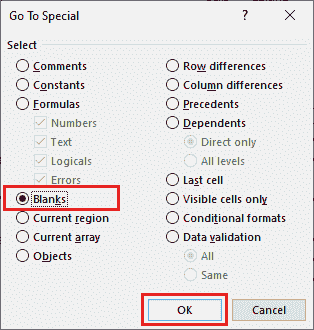 Go To Special
Select
Comments
Constants
Formulas
Numbers
Text
Logicals
Errors
Blanks
Current region
Current array
Objects
Row differences
Column differences
Precedents
Dependents
Direct only
All levels
Last cell
Visible cells only
Conditional formats
Data validation
All
Same
OK
Cancel